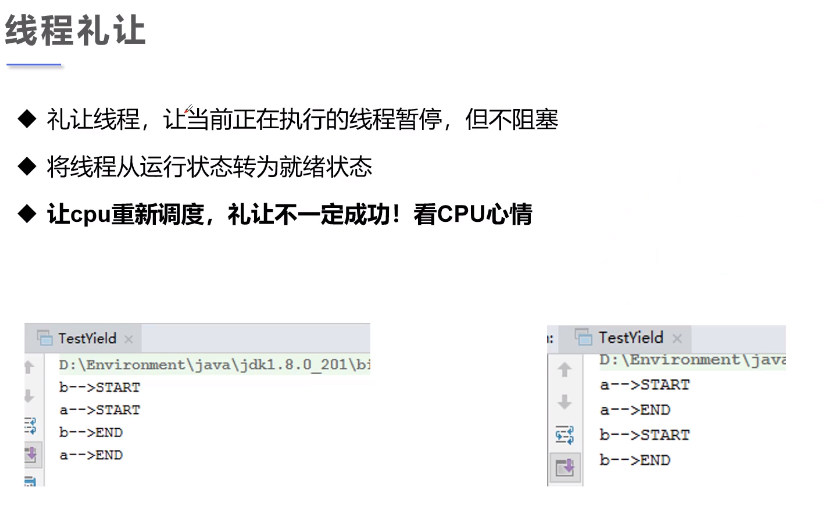 线程礼让
◆ 礼让线程，让当前正在执行的线程暂停，但不阻塞
◆ 将线程从运行状态转为就绪状态
◆ 让cpu重新调度，礼让不一定成功！看CPU心情
TestYield ×
D:\Environment\java\jdk1.8.0_201\bi
b-->START
a-->START
b-->END
a-->END
: TestYield ×
D:\Environment\java
a-->START
a-->END
b-->START
b-->END